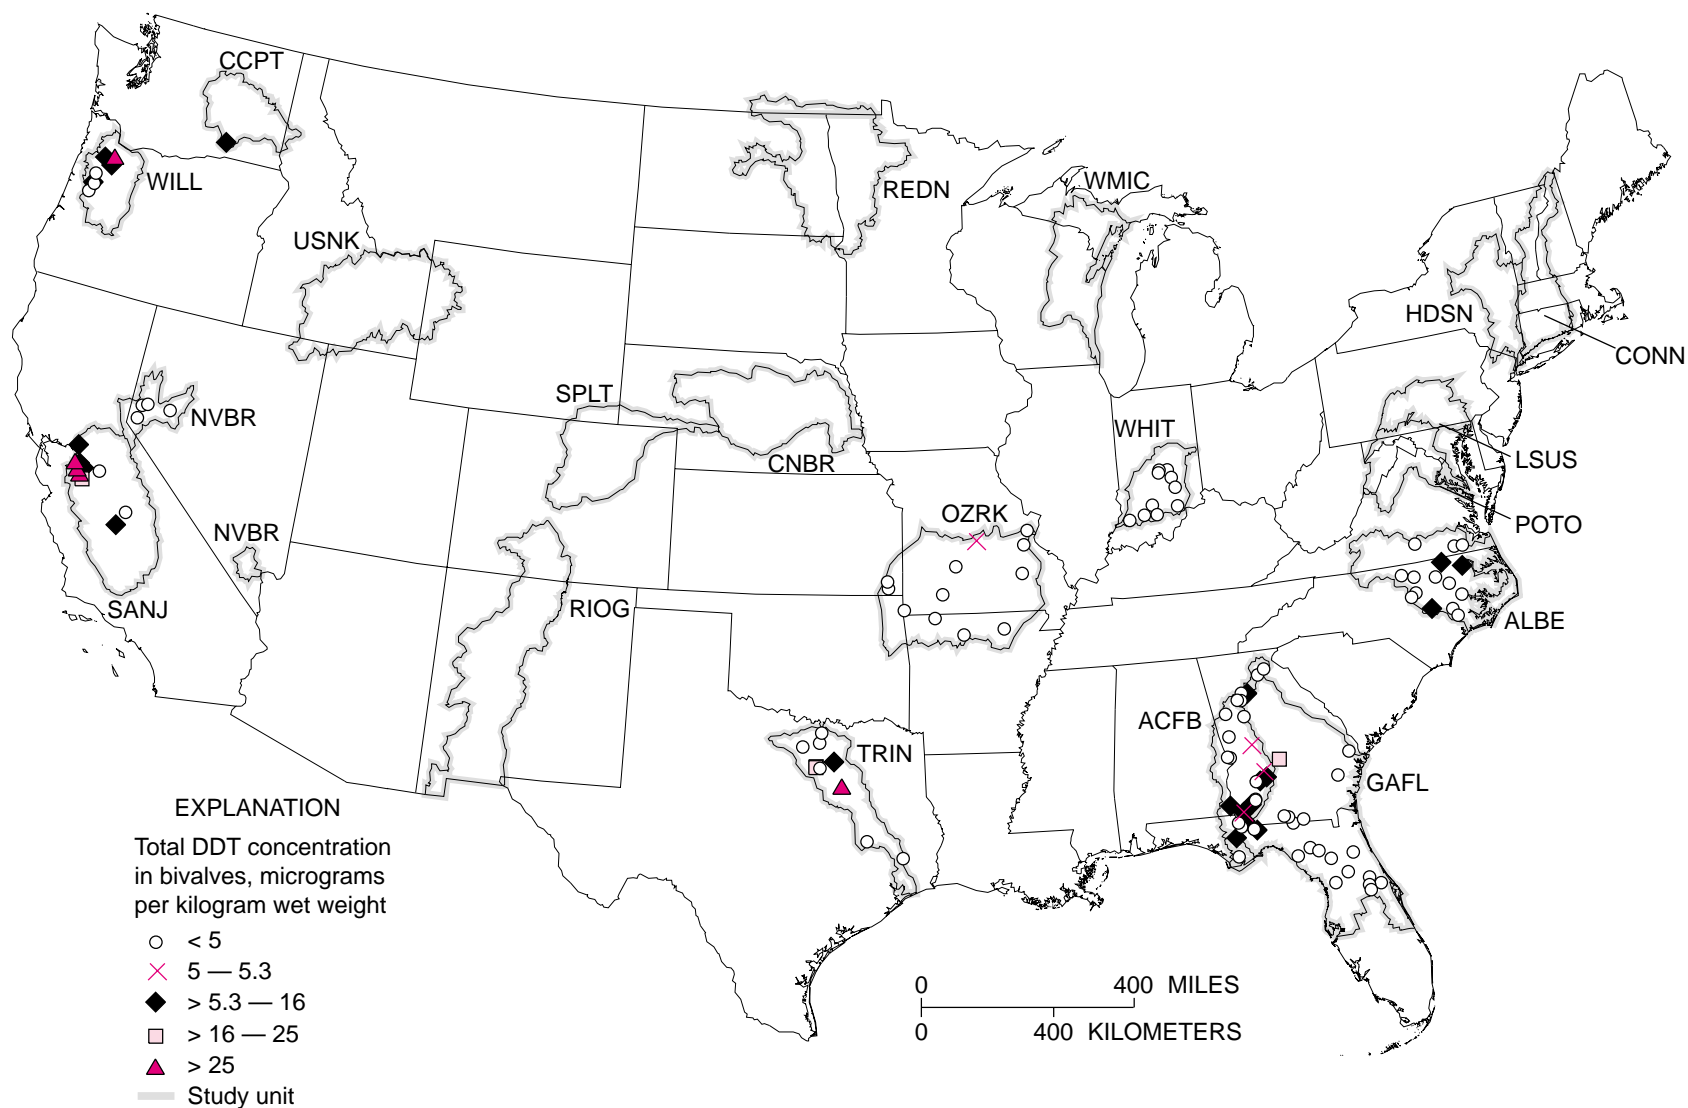 CCPT
WILL
REDN
WMIC
USNK
HDSN
CONN
NVBR
SPLT
CNBR
WHIT
LSUS
OZRK
POTO
NVBR
SANJ
RIOG
ALBE
ACFB
TRIN
GAFL
EXPLANATION
Total DDT concentration
in bivalves, micrograms
per kilogram wet weight
< 5
5 — 5.3
> 5.3 — 16
> 16 — 25
> 25
Study unit
0 400 MILES
0 400 KILOMETERS